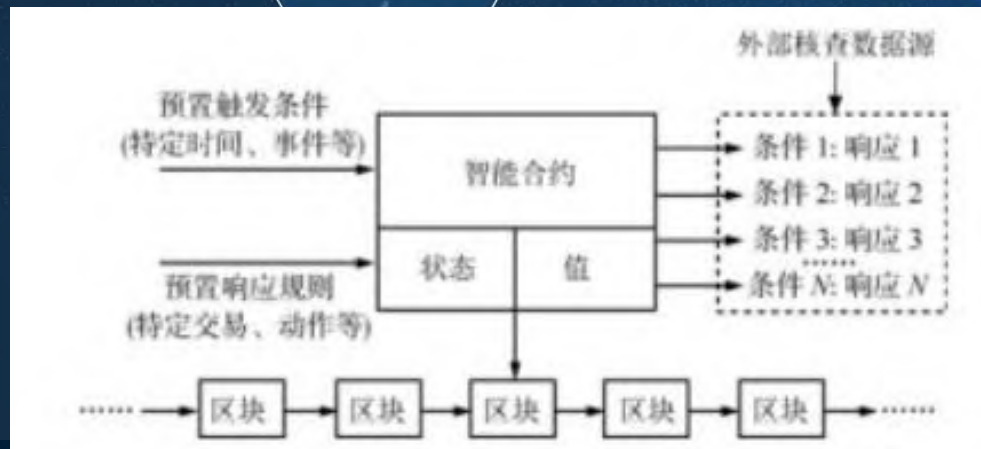 外部核查数据源
预置触发条件
(特定时间、事件等)
智能合约
条件 1: 响应 1
条件 2: 响应 2
条件 3: 响应 3
……
条件 N: 响应 N
状态
值
预置响应规则
(特定交易、动作等)
……
区块
区块
区块
区块
区块
……